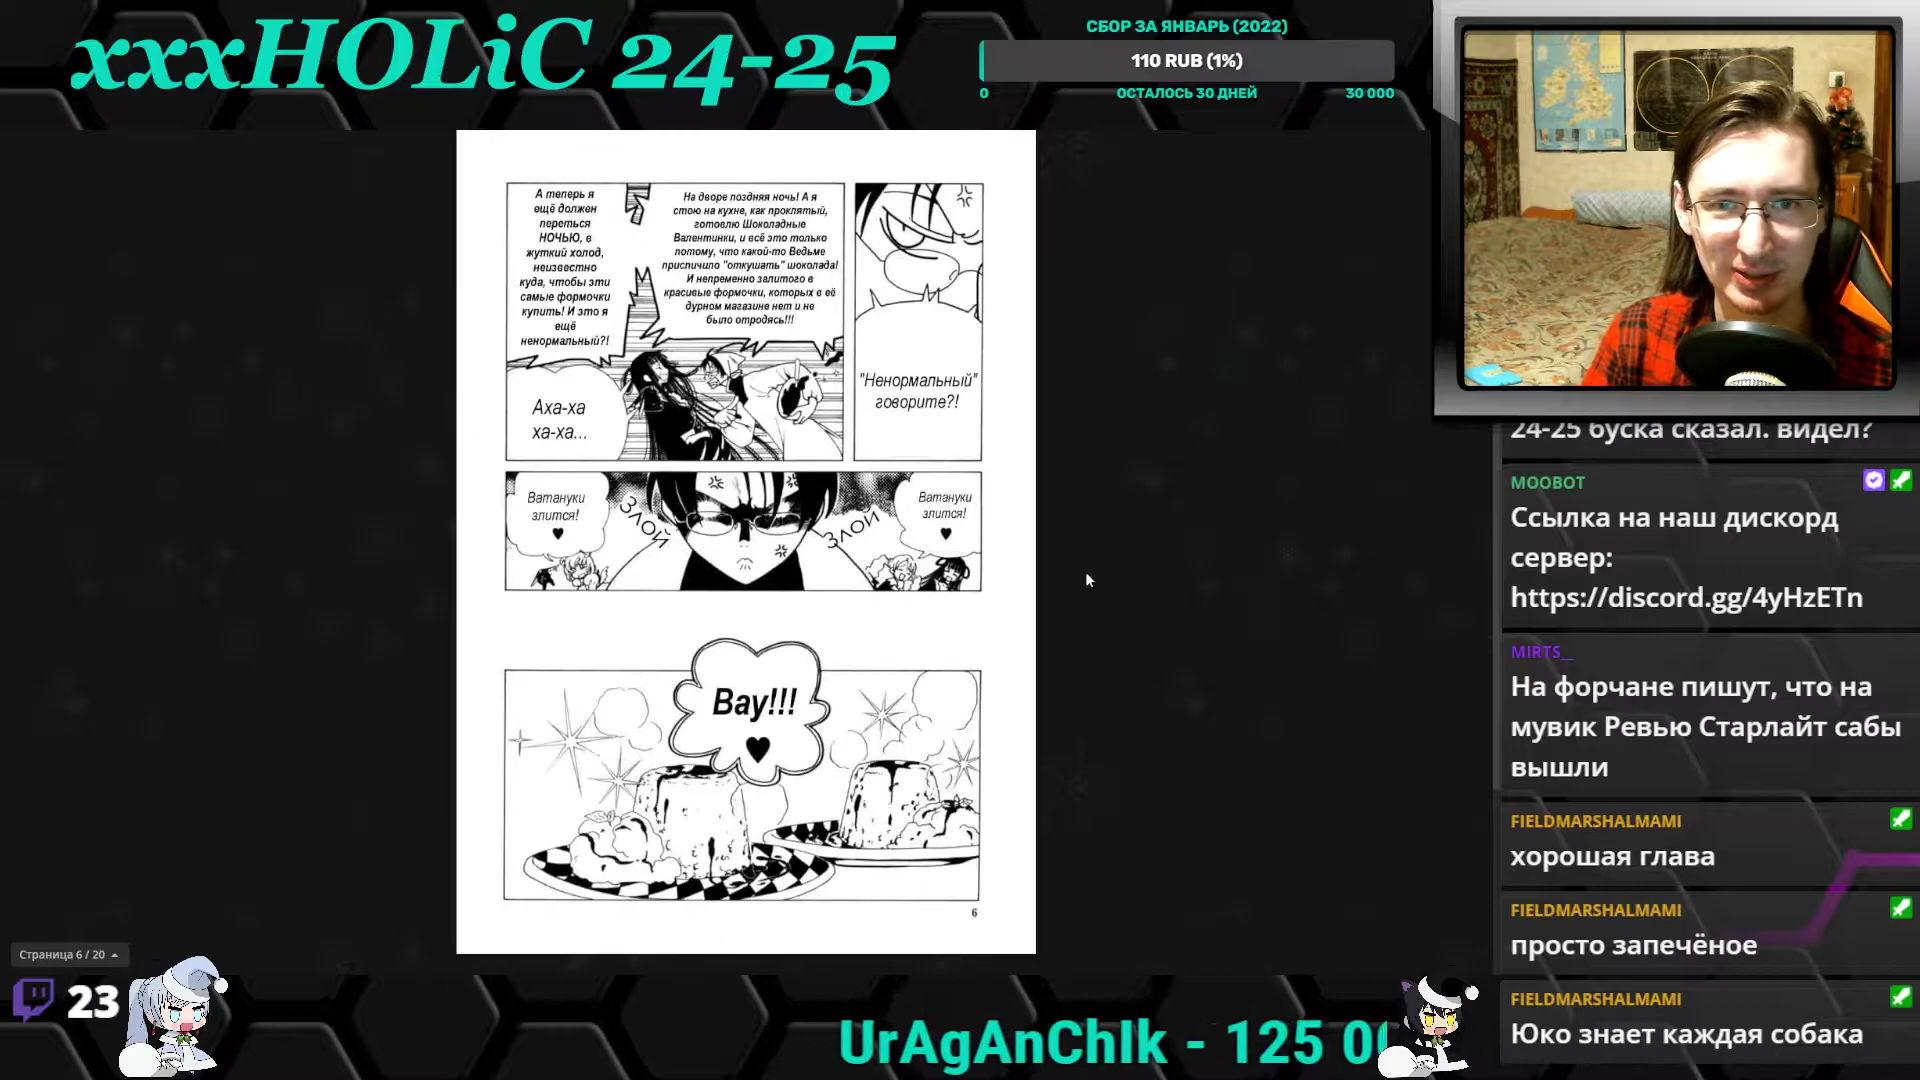 xxxHOLiC 24-25
СБОР ЗА ЯНВАРЬ (2022)
110 RUB (1%)
0
ОСТАЛОСЬ 30 ДНЕЙ
30 000
А теперь я
ещё должен
переться
НОЧЬЮ, в
жуткий холод,
неизвестно
куда, чтобы эти
самые формочки
купить! И это я
ещё
ненормальный?!
На дворе поздняя ночь! А я
стою на кухне, как проклятый,
готовлю Шоколадные
Валентинки, и всё это только
потому, что какой-то Ведьме
приспичило "откушать" шоколада!
И непременно залитого в
красивые формочки, которых в её
дурном магазине нет и не
было отродясь!!!
"Ненормальный"
говорите?!
Аха-ха
ха-ха...
Ватануки
злится!
♥
ЗЛОЙ
ЗЛОЙ
Ватануки
злится!
♥
Вау!!!
♥
6
Страница 6 / 20
23
UrAgAnChIk - 125 0
24-25 буска сказал. видел?
MOOBOT
Ссылка на наш дискорд
сервер:
https://discord.gg/4yHzETn
MIRTS__
На форчане пишут, что на
мувик Ревью Старлайт сабы
вышли
FIELDMARSHALMAMI
хорошая глава
FIELDMARSHALMAMI
просто запечёное
FIELDMARSHALMAMI
Юко знает каждая собака